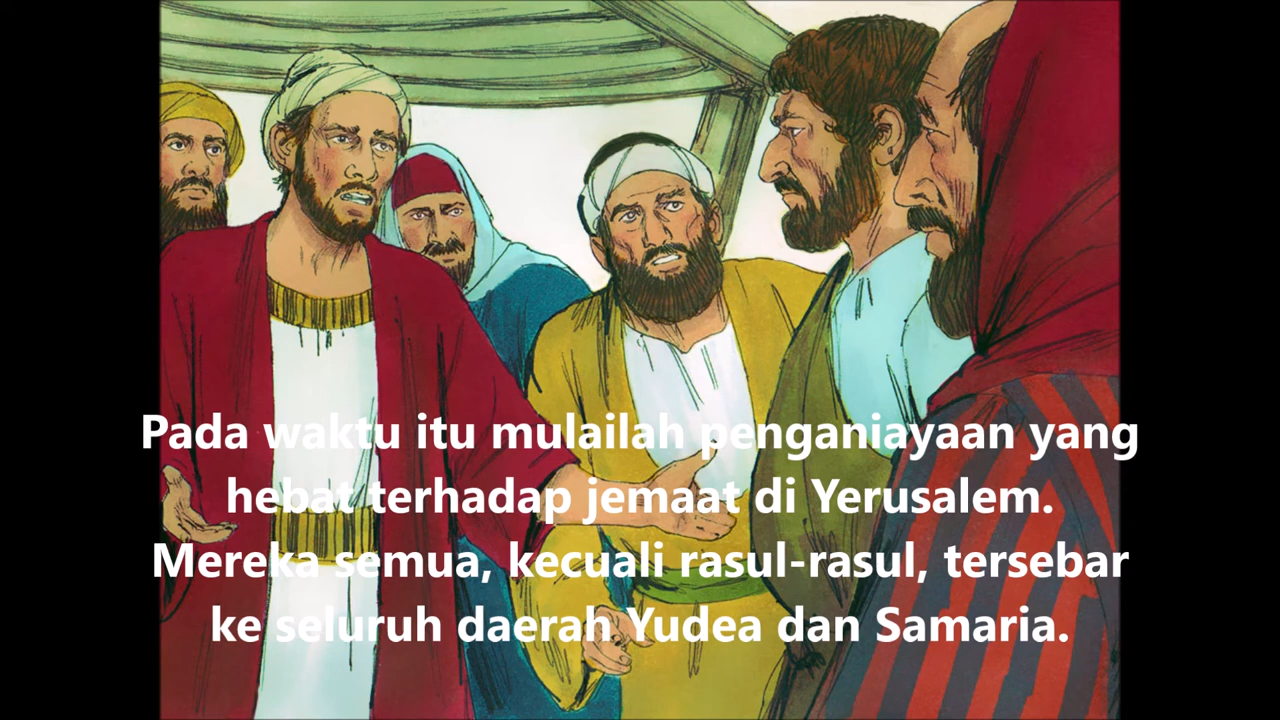 Pada waktu itu mulailah penganiayaan yang
hebat terhadap jemaat di Yerusalem.
Mereka semua, kecuali rasul-rasul, tersebar
ke seluruh daerah Yudea dan Samaria.